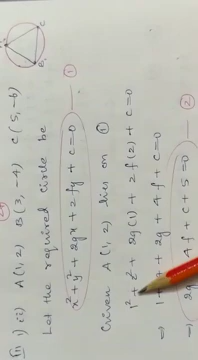 1) (ii) A(1,2) B(3,-4) C(5,-6)
Let the required circle be
x²+y²+2gx+2fy+c=0 — ①
Given A(1,2) lies on ①
1²+2²+2g(1)+2f(2)+c=0
⇒ 1+ +2g+4f+c=0
⇒ 2g 4f+c+5=0 — ②
A
B
C